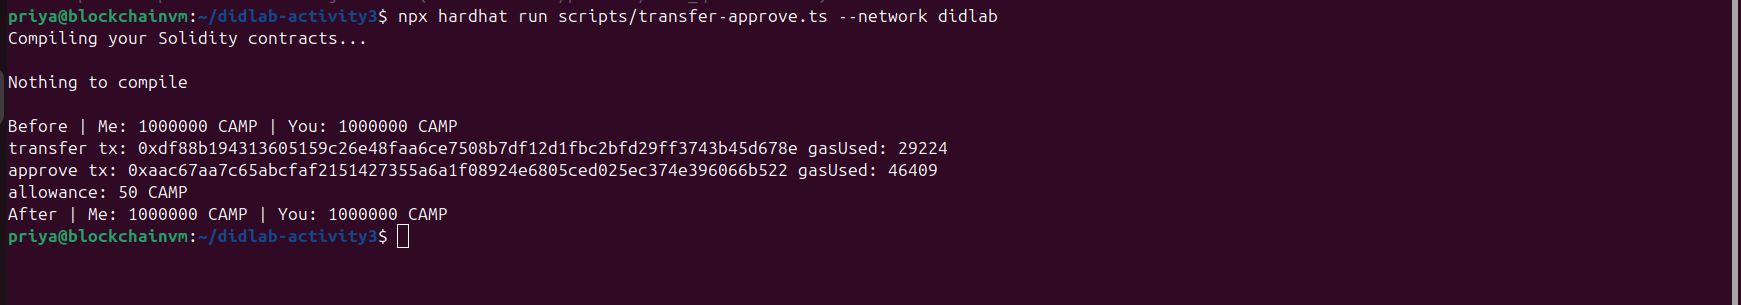 priya@blockchainvm:~/didlab-activity3$ npx hardhat run scripts/transfer-approve.ts --network didlab
Compiling your Solidity contracts...
Nothing to compile
Before | Me: 1000000 CAMP | You: 1000000 CAMP
transfer tx: 0xdf88b194313605159c26e48faa6ce7508b7df12d1fbc2bfd29ff3743b45d678e gasUsed: 29224
approve tx: 0xaac67aa7c65abcfaf2151427355a6a1f08924e6805ced025ec374e396066b522 gasUsed: 46409
allowance: 50 CAMP
After | Me: 1000000 CAMP | You: 1000000 CAMP
priya@blockchainvm:~/didlab-activity3$